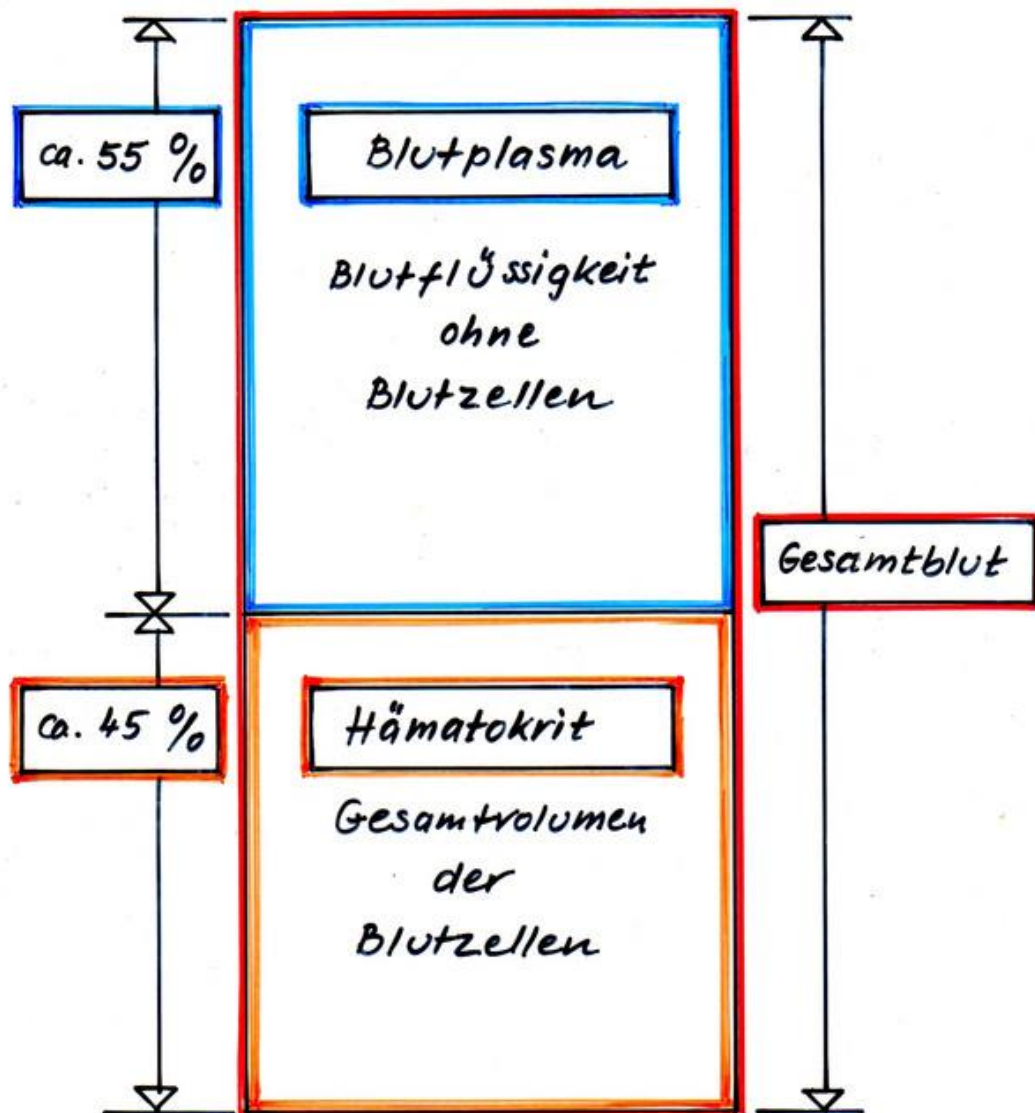 ca. 55 %
Blutplasma
Blutflüssigkeit
ohne
Blutzellen
Gesamtblut
ca. 45 %
Hämatokrit
Gesamtvolumen
der
Blutzellen